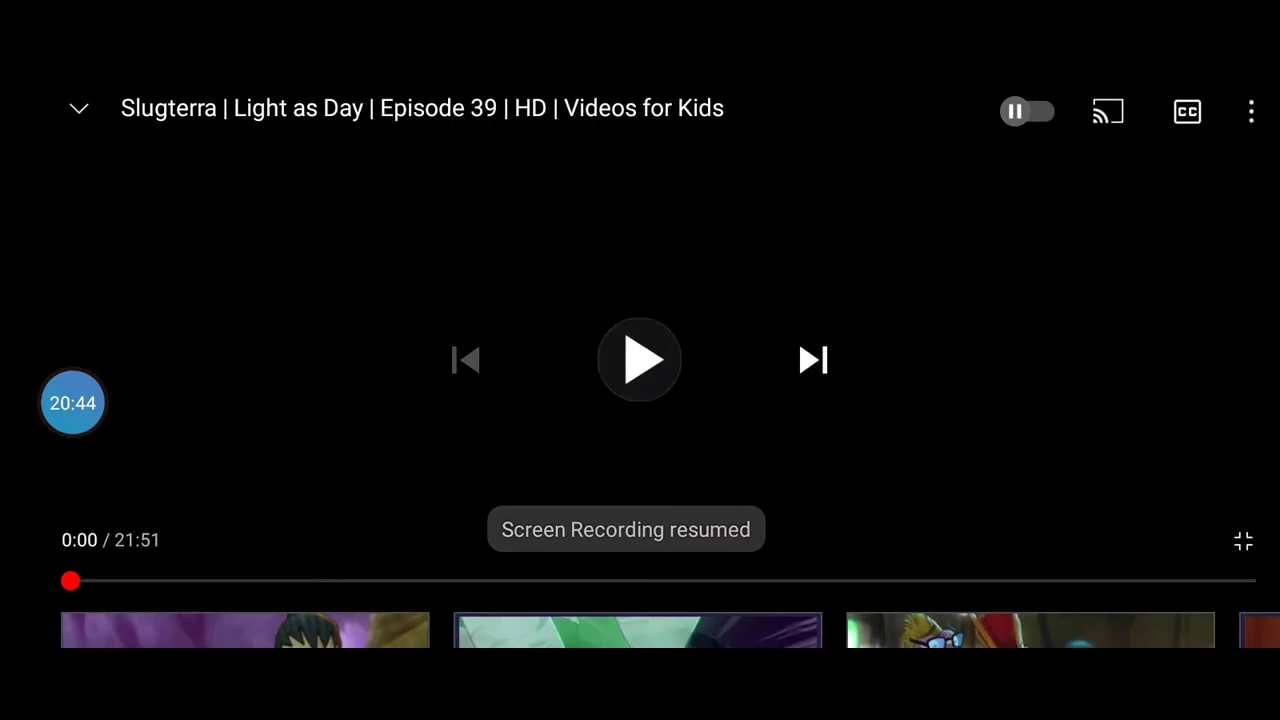 Slugterra | Light as Day | Episode 39 | HD | Videos for Kids
CC
20:44
Screen Recording resumed
0:00 / 21:51